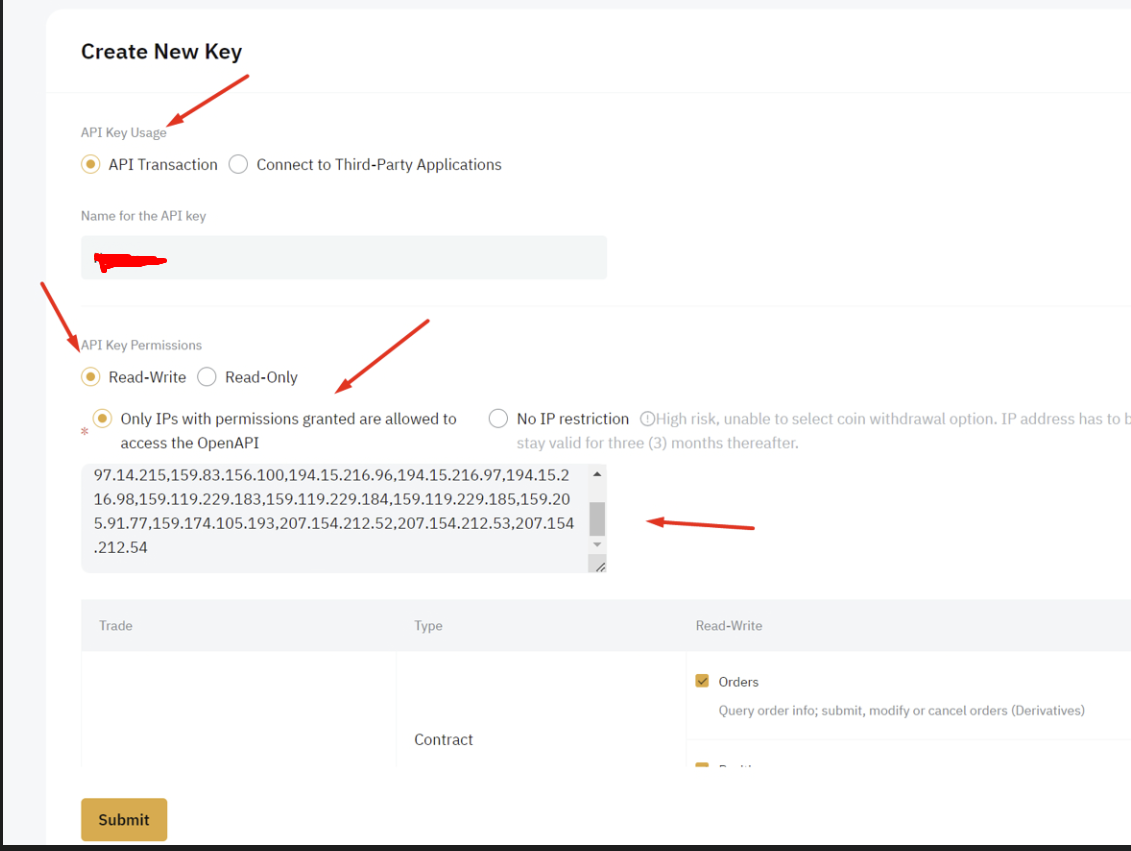 Create New Key
API Key Usage
API Transaction Connect to Third-Party Applications
Name for the API key
API Key Permissions
Read-Write Read-Only
Only IPs with permissions granted are allowed to
access the OpenAPI
No IP restriction High risk, unable to select coin withdrawal option. IP address has to
stay valid for three (3) months thereafter.
97.14.215,159.83.156.100,194.15.216.96,194.15.216.97,194.15.2
16.98,159.119.229.183,159.119.229.184,159.119.229.185,159.20
5.91.77,159.174.105.193,207.154.212.52,207.154.212.53,207.154
.212.54
Trade Type Read-Write
Orders
Query order info; submit, modify or cancel orders (Derivatives)
Contract
Submit